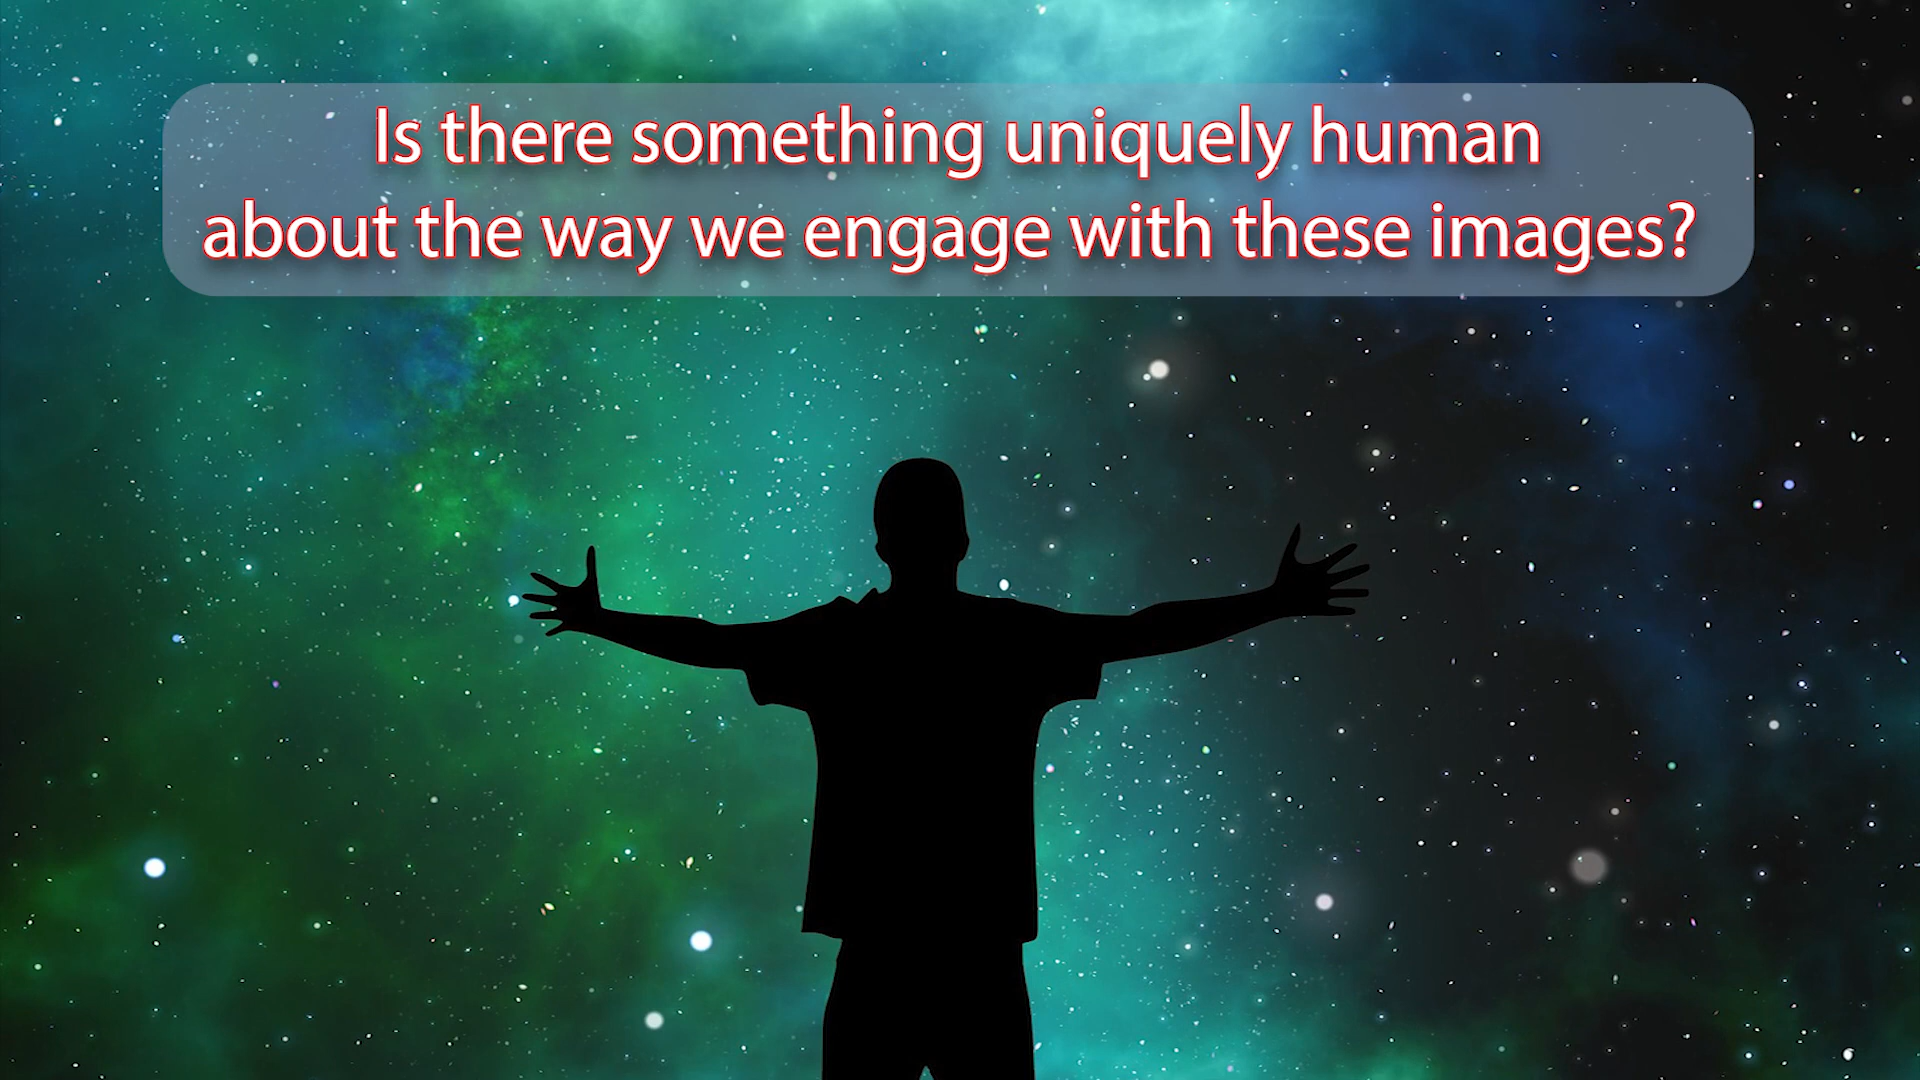 Is there something uniquely human
about the way we engage with these images?